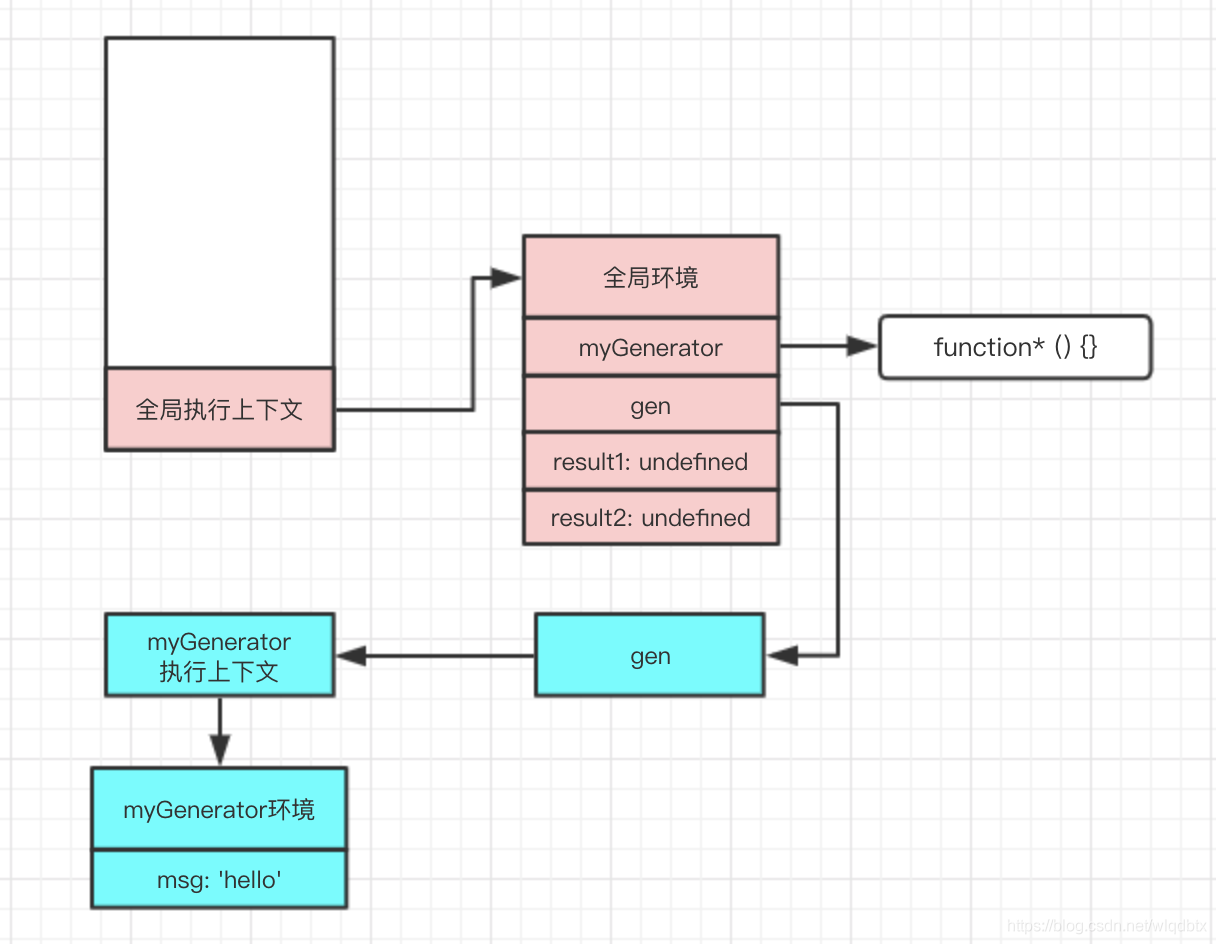 全局环境
myGenerator
function* () {}
gen
全局执行上下文
result1: undefined
result2: undefined
myGenerator
执行上下文
gen
myGenerator环境
msg: 'hello'
https://blog.csdn.net/wlqdbtx